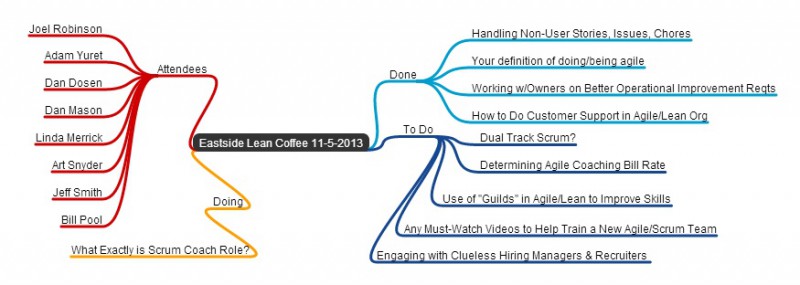 Eastside Lean Coffee 11-5-2013
Attendees
Joel Robinson
Adam Yuret
Dan Dosen
Dan Mason
Linda Merrick
Art Snyder
Jeff Smith
Bill Pool
Doing
What Exactly is Scrum Coach Role?
Done
Handling Non-User Stories, Issues, Chores
Your definition of doing/being agile
Working w/Owners on Better Operational Improvement Reqts
How to Do Customer Support in Agile/Lean Org
To Do
Dual Track Scrum?
Determining Agile Coaching Bill Rate
Use of "Guilds" in Agile/Lean to Improve Skills
Any Must-Watch Videos to Help Train a New Agile/Scrum Team
Engaging with Clueless Hiring Managers & Recruiters